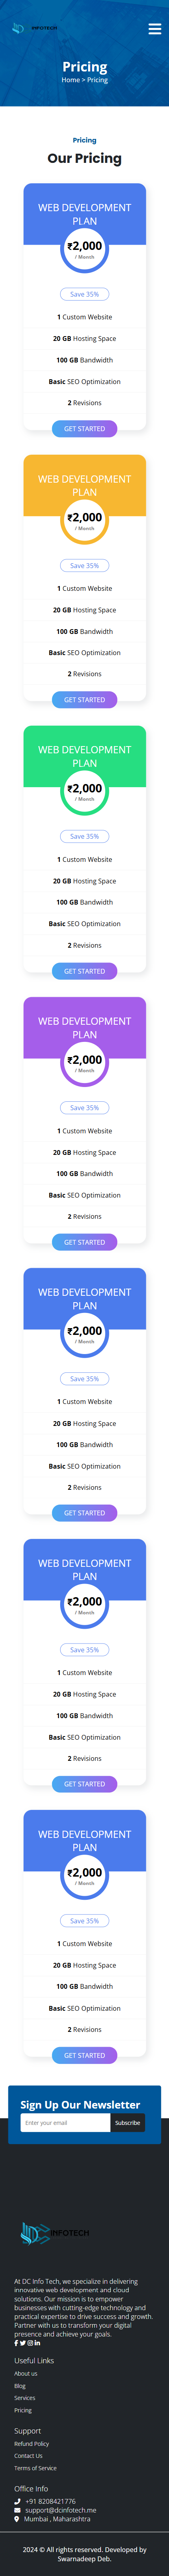 INFOTECH
Pricing
Home > Pricing
Pricing
Our Pricing
WEB DEVELOPMENT
PLAN
₹2,000
/ Month
Save 35%
1 Custom Website
20 GB Hosting Space
100 GB Bandwidth
Basic SEO Optimization
2 Revisions
GET STARTED
WEB DEVELOPMENT
PLAN
₹2,000
/ Month
Save 35%
1 Custom Website
20 GB Hosting Space
100 GB Bandwidth
Basic SEO Optimization
2 Revisions
GET STARTED
WEB DEVELOPMENT
PLAN
₹2,000
/ Month
Save 35%
1 Custom Website
20 GB Hosting Space
100 GB Bandwidth
Basic SEO Optimization
2 Revisions
GET STARTED
WEB DEVELOPMENT
PLAN
₹2,000
/ Month
Save 35%
1 Custom Website
20 GB Hosting Space
100 GB Bandwidth
Basic SEO Optimization
2 Revisions
GET STARTED
WEB DEVELOPMENT
PLAN
₹2,000
/ Month
Save 35%
1 Custom Website
20 GB Hosting Space
100 GB Bandwidth
Basic SEO Optimization
2 Revisions
GET STARTED
WEB DEVELOPMENT
PLAN
₹2,000
/ Month
Save 35%
1 Custom Website
20 GB Hosting Space
100 GB Bandwidth
Basic SEO Optimization
2 Revisions
GET STARTED
WEB DEVELOPMENT
PLAN
₹2,000
/ Month
Save 35%
1 Custom Website
20 GB Hosting Space
100 GB Bandwidth
Basic SEO Optimization
2 Revisions
GET STARTED
Sign Up Our Newsletter
Enter your email Subscribe
INFOTECH
At DC Info Tech, we specialize in delivering
innovative web development and cloud
solutions. Our mission is to empower
businesses with cutting-edge technology and
practical expertise to drive success and growth.
Partner with us to transform your digital
presence and achieve your goals.
Useful Links
About us
Blog
Services
Pricing
Support
Refund Policy
Contact Us
Terms of Service
Office Info
+91 8208421776
support@dcinfotech.me
Mumbai , Maharashtra
2024 © All rights reserved. Developed by
Swarnadeep Deb.